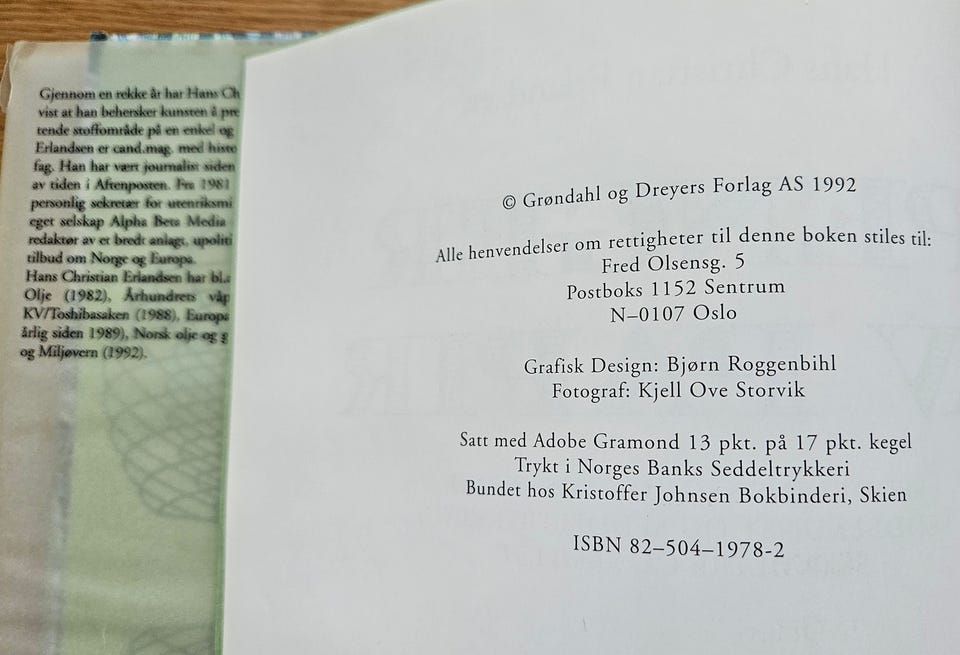 Gjennom en rekke år har Hans Ch
vist at han behersker kunsten å pre
tende stoffområde på en enkel og
Erlandsen er cand.mag. med histo
fag. Han har vært journalist siden
av tiden i Aftenposten. Fra 1981
personlig sekretær for utenriksmi
eget selskap Alpha Beta Media
redaktør av et bredt anlagt, upoliti
tilbud om Norge og Europa.
Hans Christian Erlandsen har bl.a
Olje (1982), Århundrets våp
KV/Toshibasaken (1988), Europa
årlig siden 1989), Norsk olje og g
og Miljøvern (1992).
© Grøndahl og Dreyers Forlag AS 1992
Alle henvendelser om rettigheter til denne boken stiles til:
Fred Olsensg. 5
Postboks 1152 Sentrum
N–0107 Oslo
Grafisk Design: Bjørn Roggenbihl
Fotograf: Kjell Ove Storvik
Satt med Adobe Gramond 13 pkt. på 17 pkt. kegel
Trykt i Norges Banks Seddeltrykkeri
Bundet hos Kristoffer Johnsen Bokbinderi, Skien
ISBN 82–504–1978-2